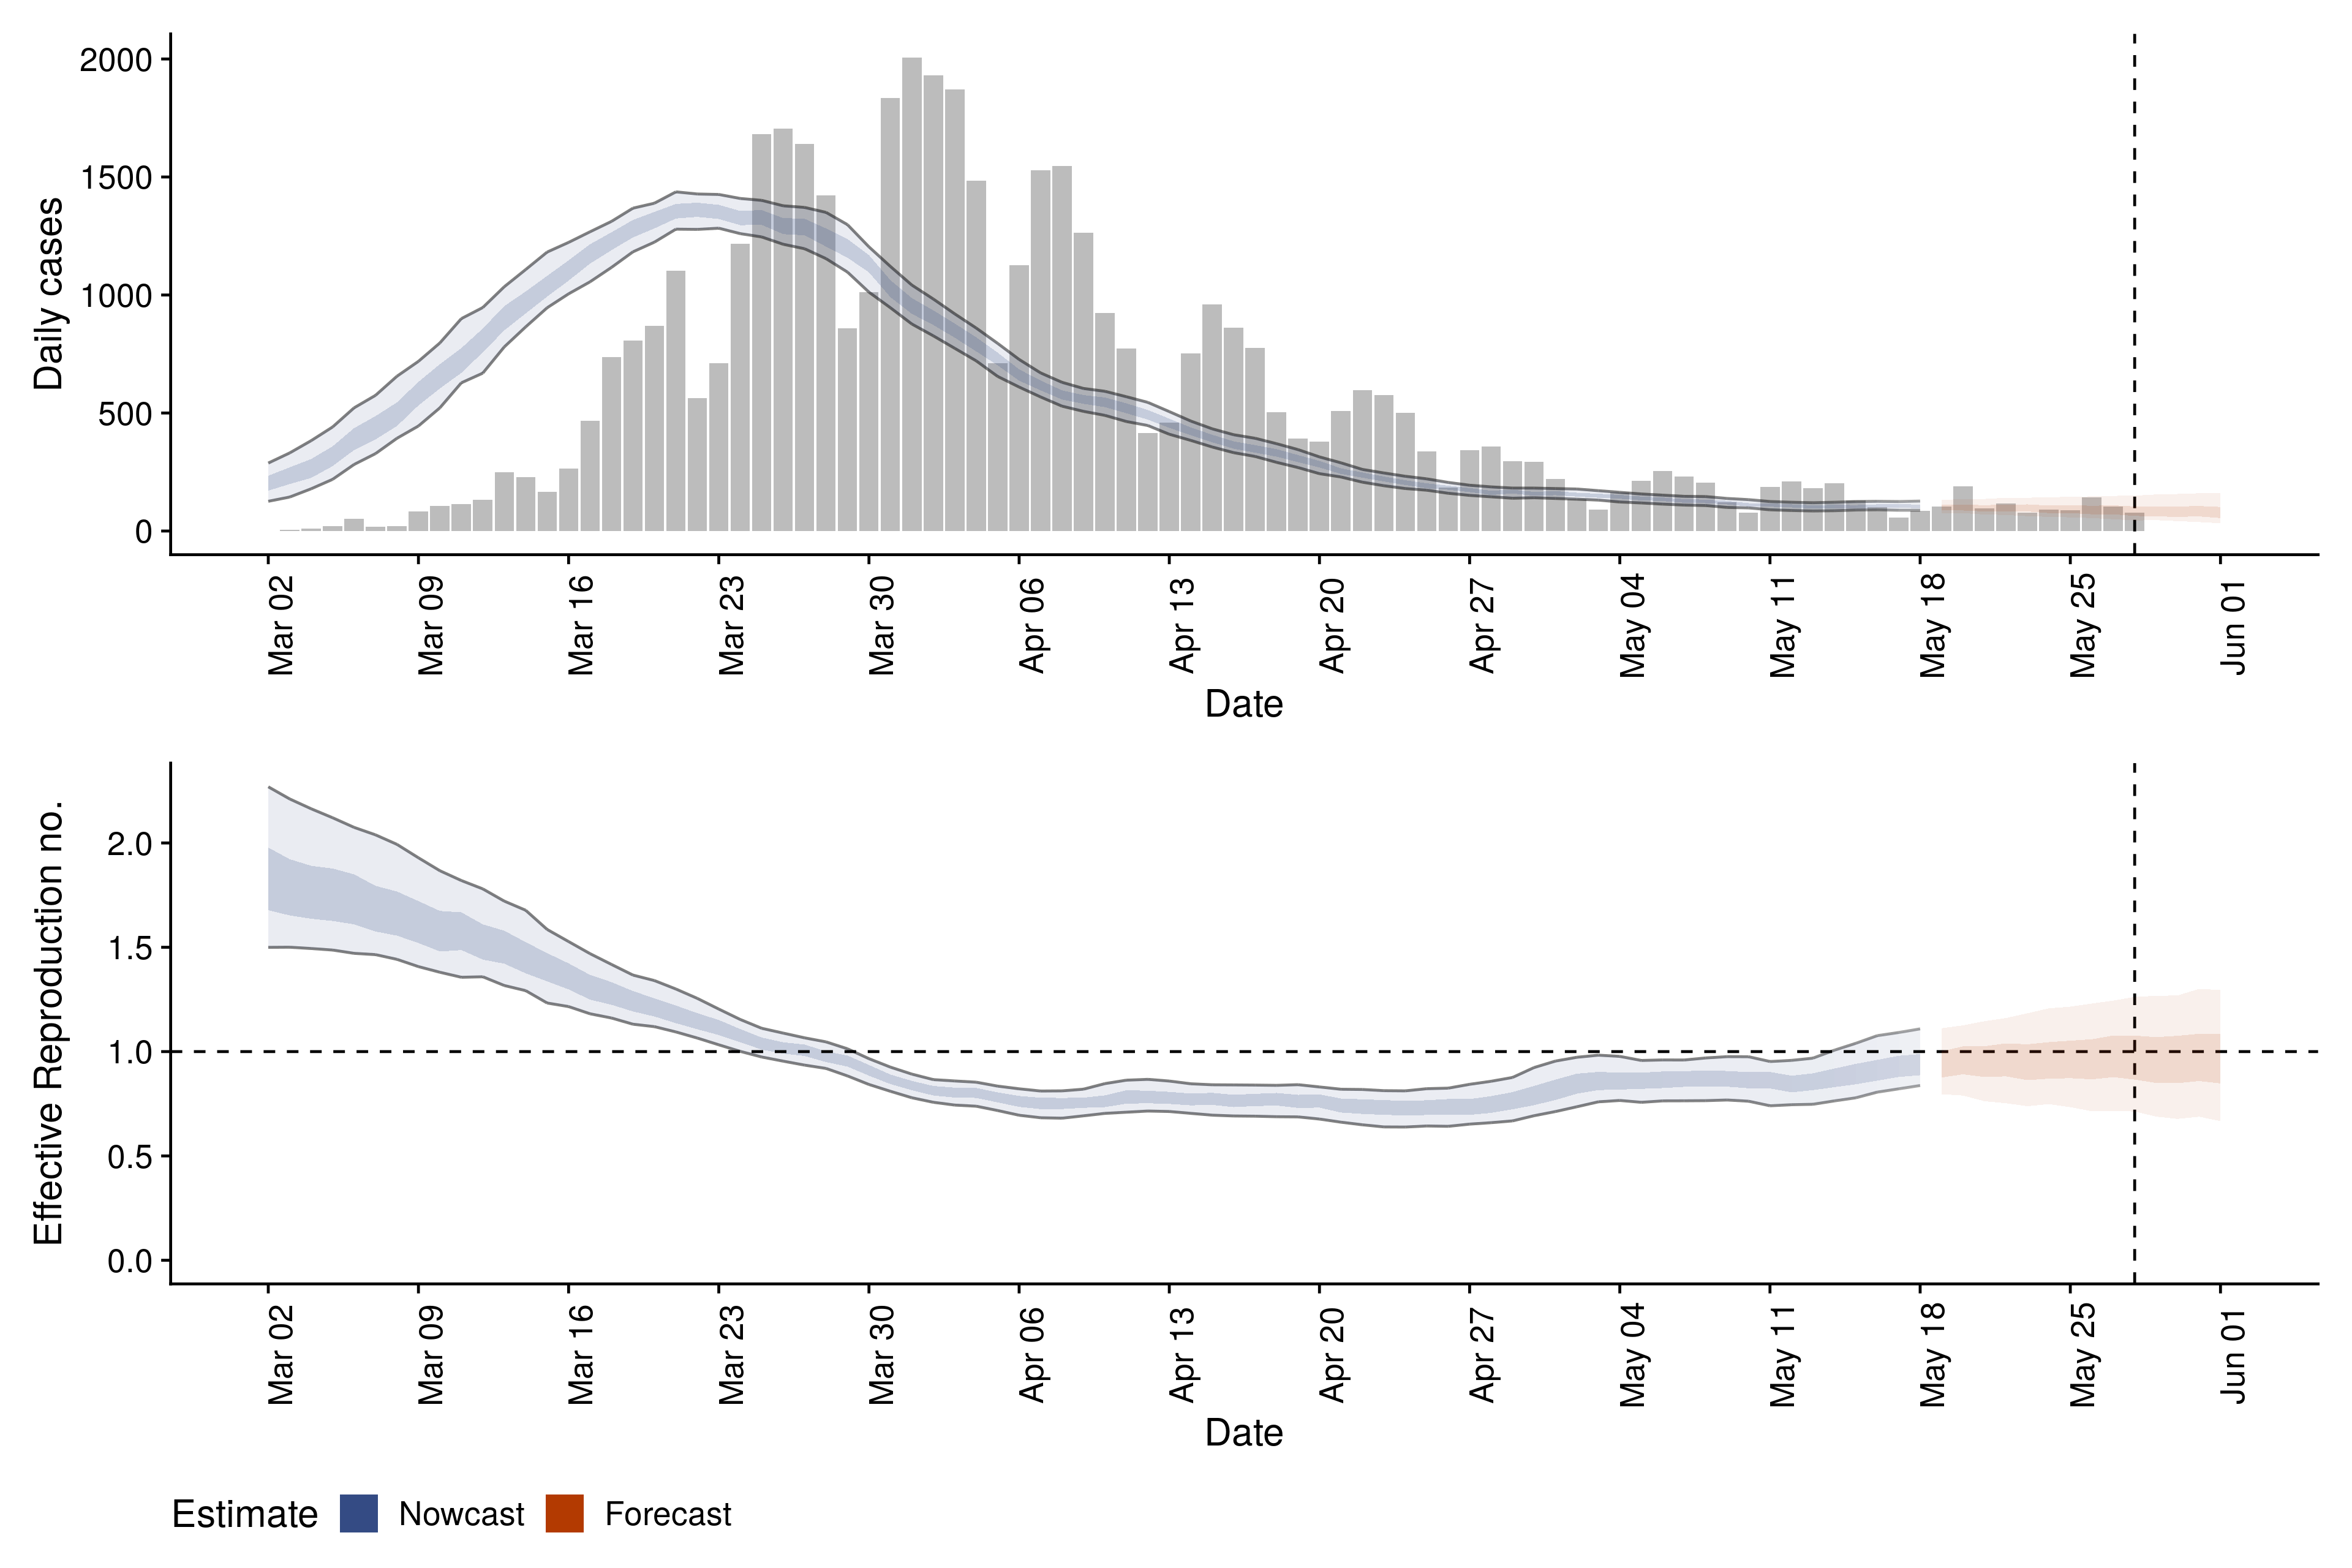 Daily cases
2000
1500
1000
500
0
Mar 02
Mar 09
Mar 16
Mar 23
Mar 30
Apr 06
Apr 13
Apr 20
Apr 27
May 04
May 11
May 18
May 25
Jun 01
Date
Effective Reproduction no.
2.0
1.5
1.0
0.5
0.0
Mar 02
Mar 09
Mar 16
Mar 23
Mar 30
Apr 06
Apr 13
Apr 20
Apr 27
May 04
May 11
May 18
May 25
Jun 01
Date
Estimate Nowcast Forecast